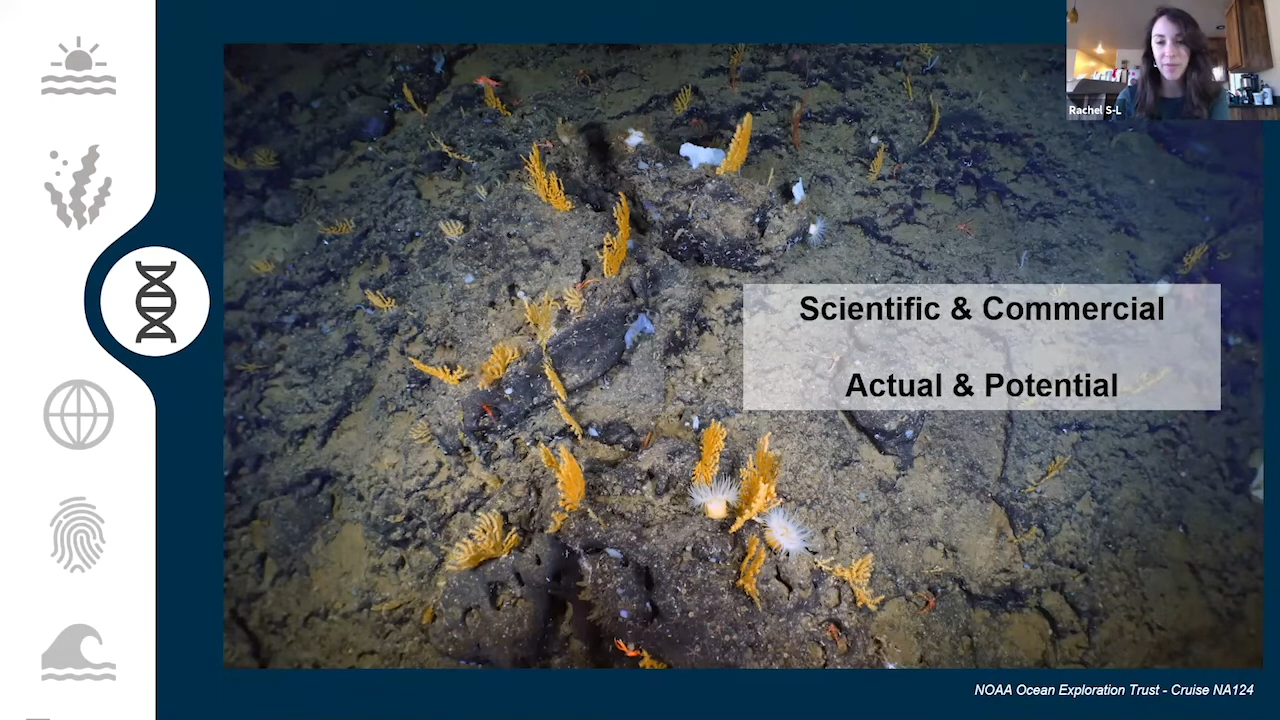 Rachel S-L
Scientific & Commercial
Actual & Potential
NOAA Ocean Exploration Trust - Cruise NA124